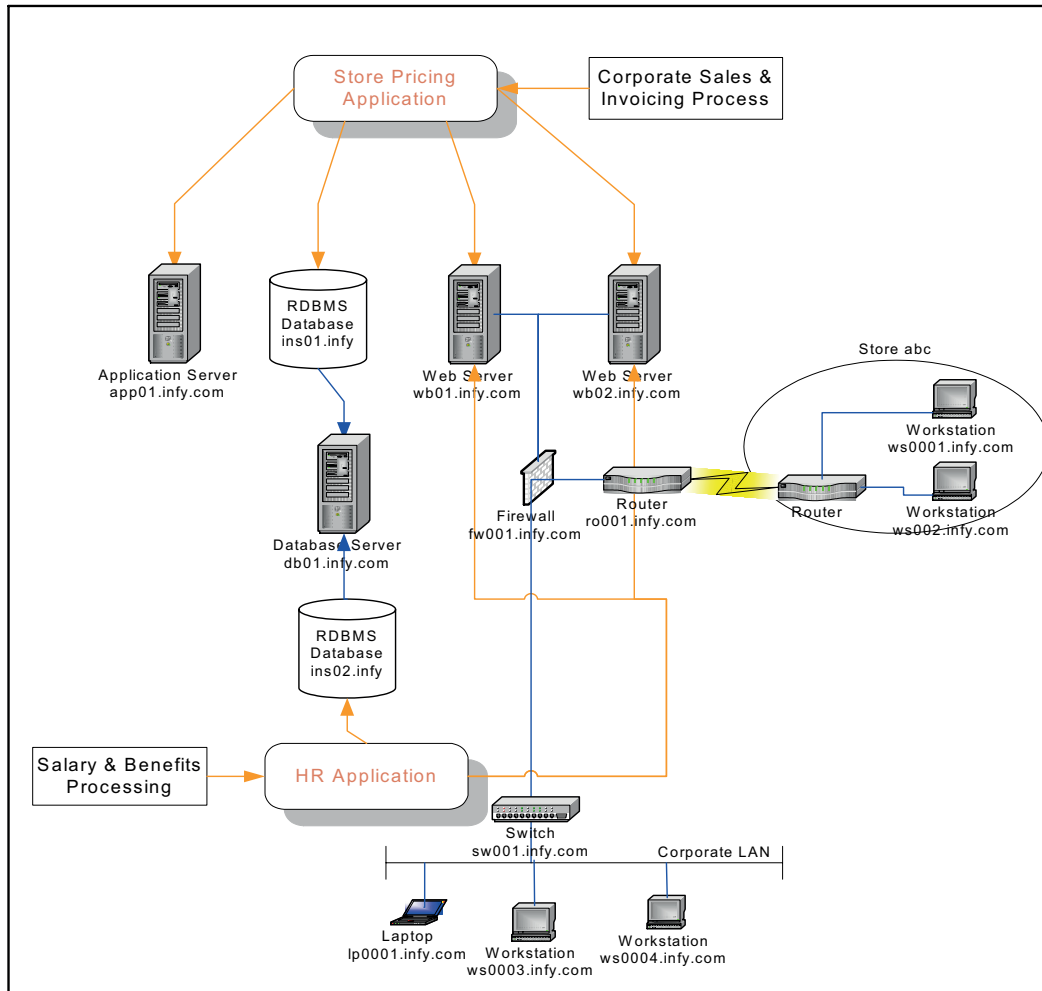 Store Pricing
Application
Corporate Sales &
Invoicing Process
RDBMS
Database
ins01.infy
Application Server
app01.infy.com
Web Server
wb01.infy.com
Web Server
wb02.infy.com
Store abc
Workstation
ws0001.infy.com
Workstation
ws002.infy.com
Router
Router
ro001.infy.com
Firewall
fw001.infy.com
Database Server
db01.infy.com
RDBMS
Database
ins02.infy
Salary & Benefits
Processing
HR Application
Switch
sw001.infy.com
Corporate LAN
Laptop
lp0001.infy.com
Workstation
ws0003.infy.com
Workstation
ws0004.infy.com